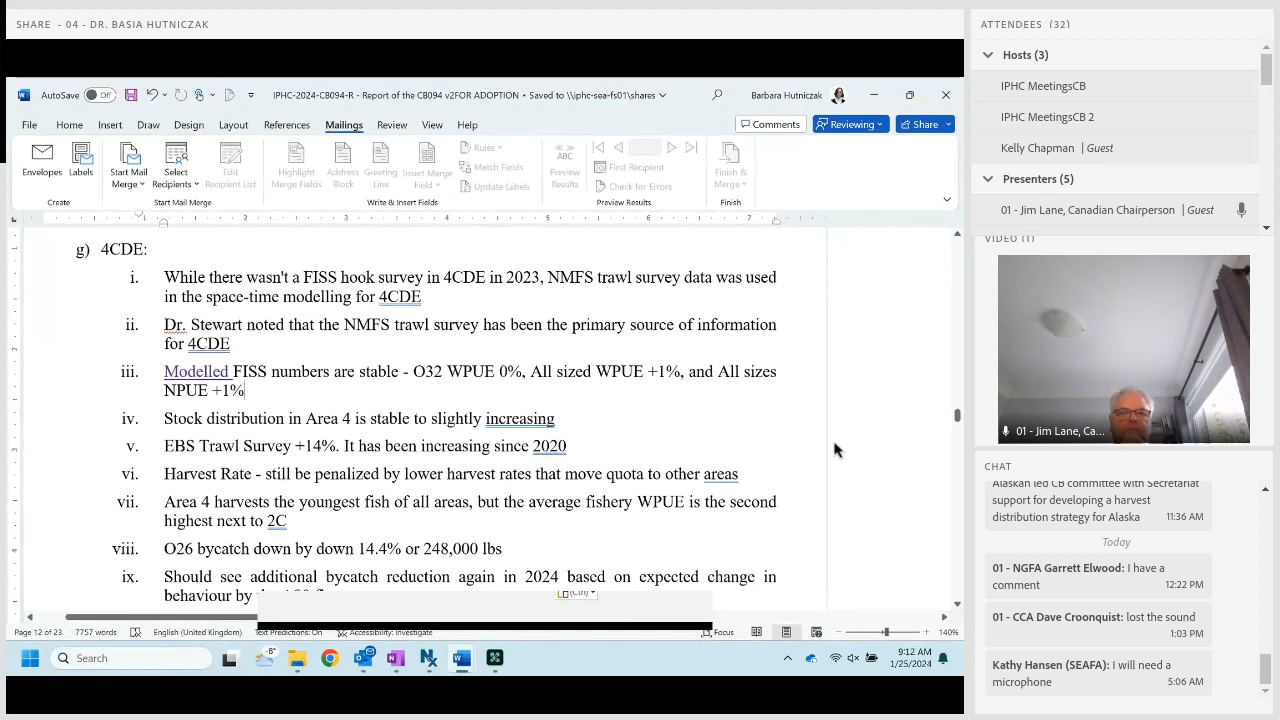 SHARE - 04 - DR. BASIA HUTNICZAK
AutoSave Off
IPHC-2024-CB094-R - Report of the CB094 v2FOR ADOPTION • Saved to \\iphc-sea-fs01\shares
Barbara Hutniczak
File Home Insert Draw Design Layout References Mailings Review View Help
Comments Reviewing Share
Envelopes Labels
Create
Start Mail Merge Select Recipients Edit Recipient List
Start Mail Merge
Highlight Merge Fields Address Block Greeting Line Insert Merge Field
Rules
Match Fields
Update Labels
Write & Insert Fields
Preview Results
Find Recipient
Check for Errors
Preview Results
Finish & Merge
Finish
1 2 3 4 5 6 7
g) 4CDE:
i. While there wasn't a FISS hook survey in 4CDE in 2023, NMFS trawl survey data was used
in the space-time modelling for 4CDE
ii. Dr. Stewart noted that the NMFS trawl survey has been the primary source of information
for 4CDE
iii. Modelled FISS numbers are stable - O32 WPUE 0%, All sized WPUE +1%, and All sizes
NPUE +1%
iv. Stock distribution in Area 4 is stable to slightly increasing
v. EBS Trawl Survey +14%. It has been increasing since 2020
vi. Harvest Rate - still be penalized by lower harvest rates that move quota to other areas
vii. Area 4 harvests the youngest fish of all areas, but the average fishery WPUE is the second
highest next to 2C
viii. O26 bycatch down by down 14.4% or 248,000 lbs
ix. Should see additional bycatch reduction again in 2024 based on expected change in
behaviour by
(Ctrl)
Page 12 of 23 7757 words English (United Kingdom) Text Predictions: On Accessibility: Investigate Focus 140%
Search
-8°
9:12 AM
1/25/2024
ATTENDEES (32)
Hosts (3)
IPHC MeetingsCB
IPHC MeetingsCB 2
Kelly Chapman | Guest
Presenters (5)
01 - Jim Lane, Canadian Chairperson | Guest
VIDEO (1)
01 - Jim Lane, Ca...
CHAT
Alaskan led CB committee with Secretariat
support for developing a harvest
distribution strategy for Alaska 11:36 AM
Today
01 - NGFA Garrett Elwood: I have a
comment 12:22 PM
01 - CCA Dave Croonquist: lost the sound
1:03 PM
Kathy Hansen (SEAFA): I will need
microphone 5:06 AM